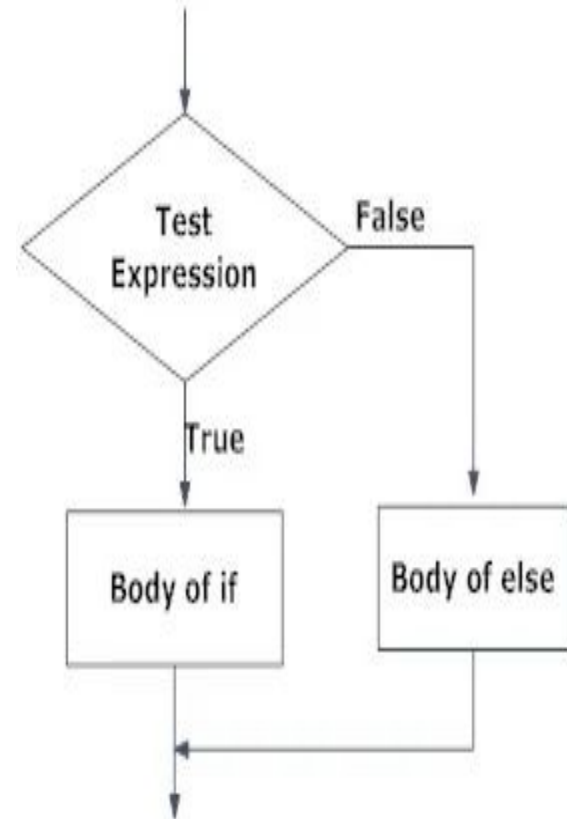 Test
Expression
False
True
Body of if
Body of else